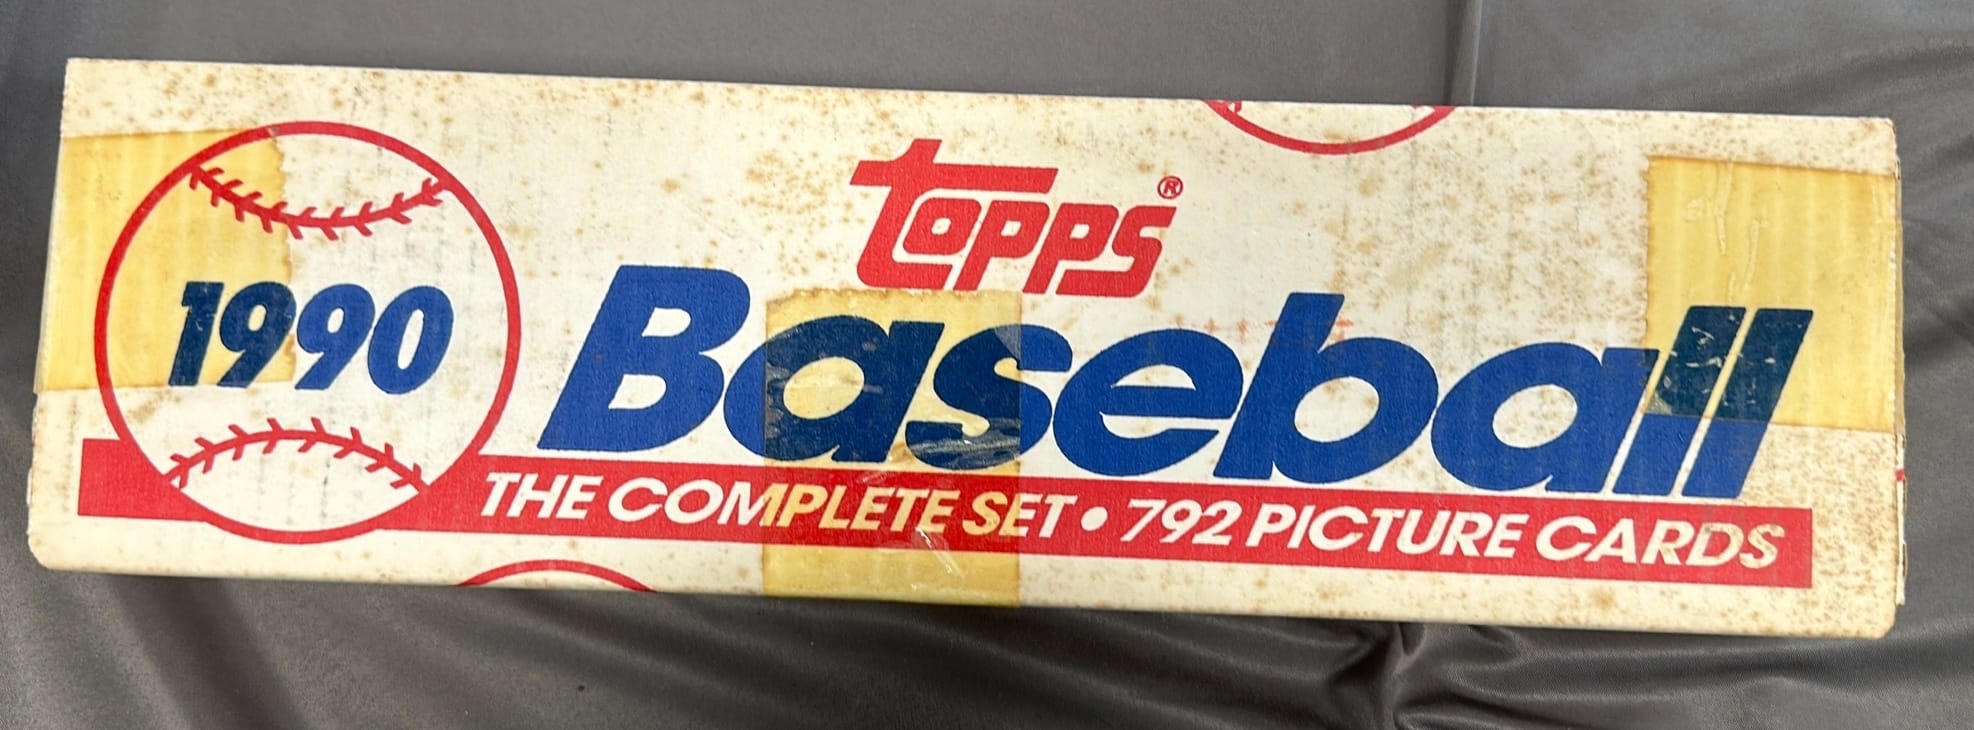 1990
topps®
Baseball
THE COMPLETE SET • 792 PICTURE CARDS